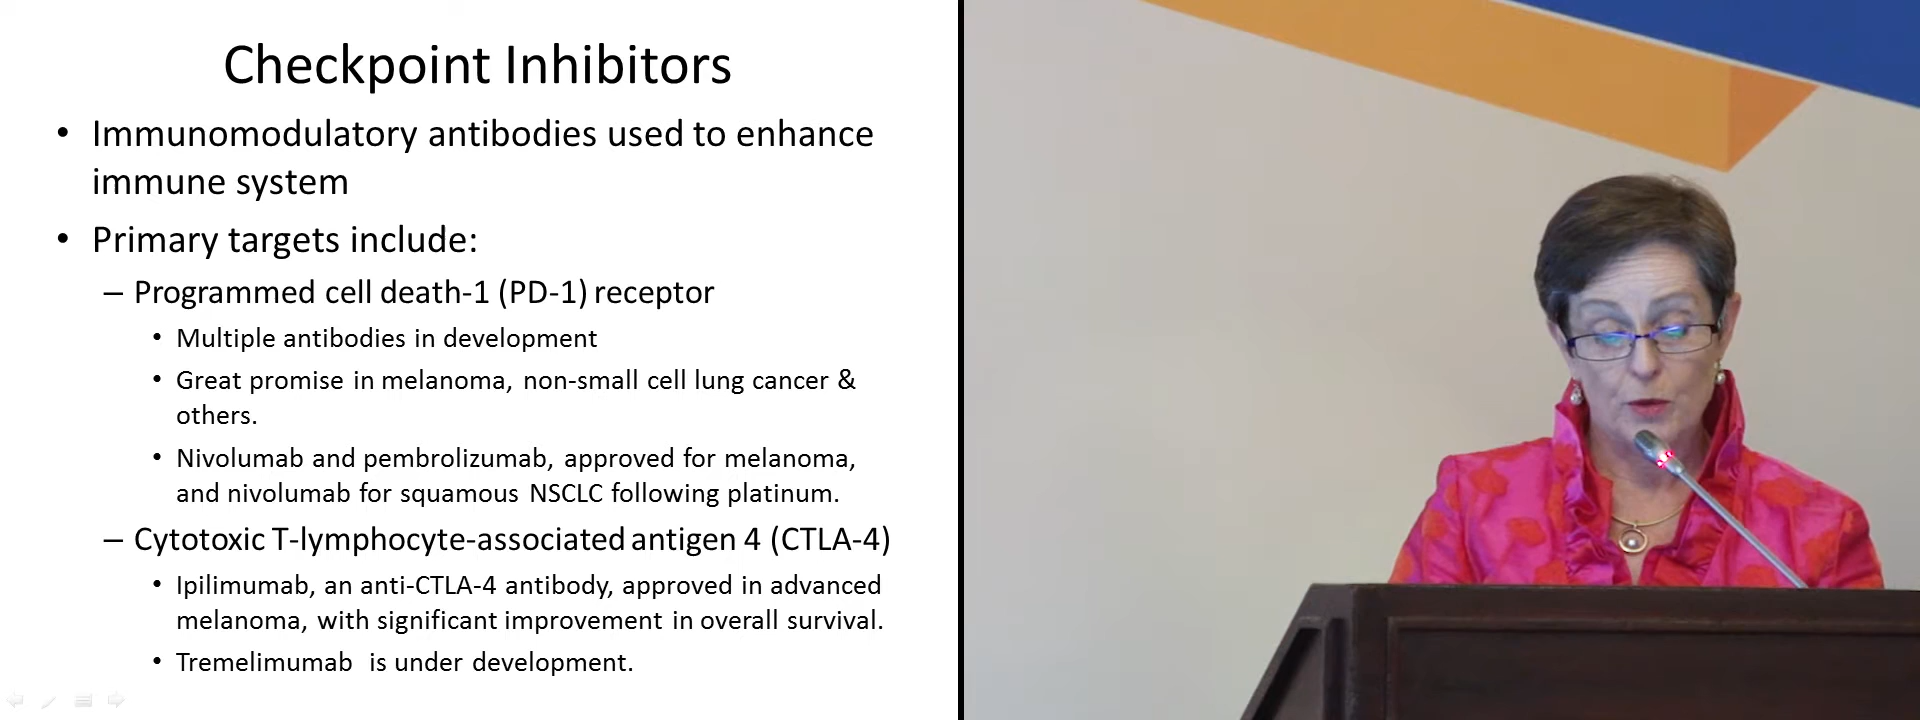 Checkpoint Inhibitors
• Immunomodulatory antibodies used to enhance
immune system
• Primary targets include:
– Programmed cell death-1 (PD-1) receptor
• Multiple antibodies in development
• Great promise in melanoma, non-small cell lung cancer &
others.
• Nivolumab and pembrolizumab, approved for melanoma,
and nivolumab for squamous NSCLC following platinum.
– Cytotoxic T-lymphocyte-associated antigen 4 (CTLA-4)
• Ipilimumab, an anti-CTLA-4 antibody, approved in advanced
melanoma, with significant improvement in overall survival.
• Tremelimumab is under development.